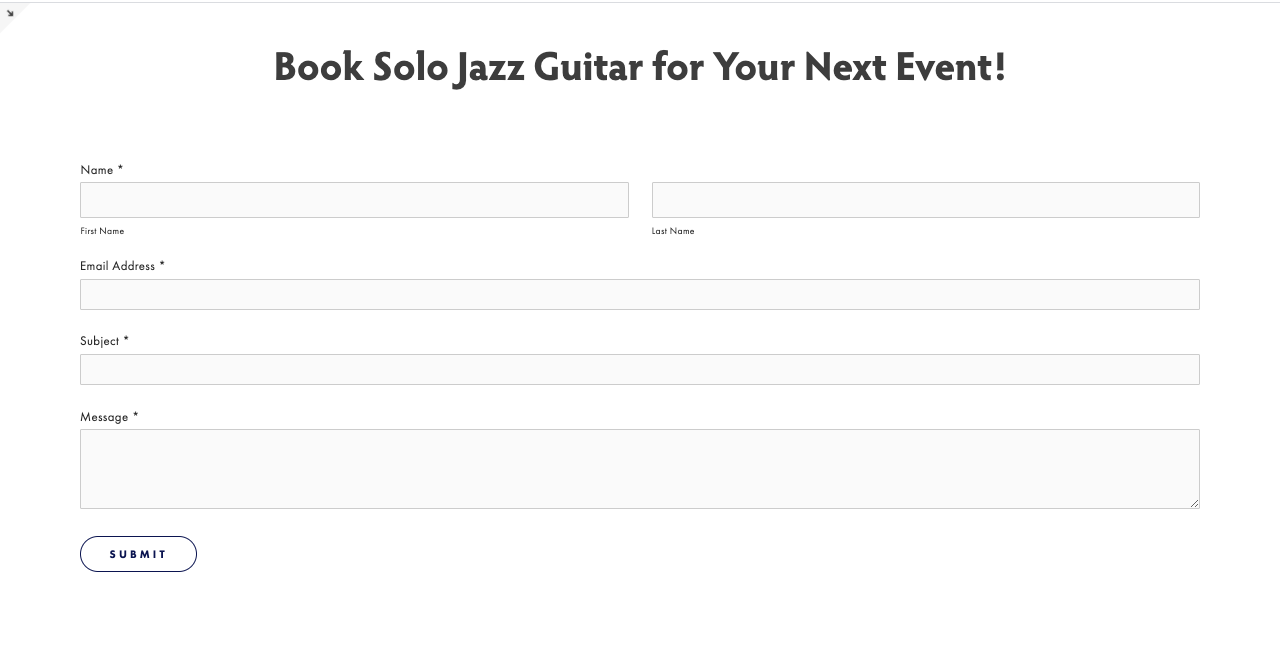 Book Solo Jazz Guitar for Your Next Event!
Name *
First Name
Last Name
Email Address *
Subject *
Message *
SUBMIT